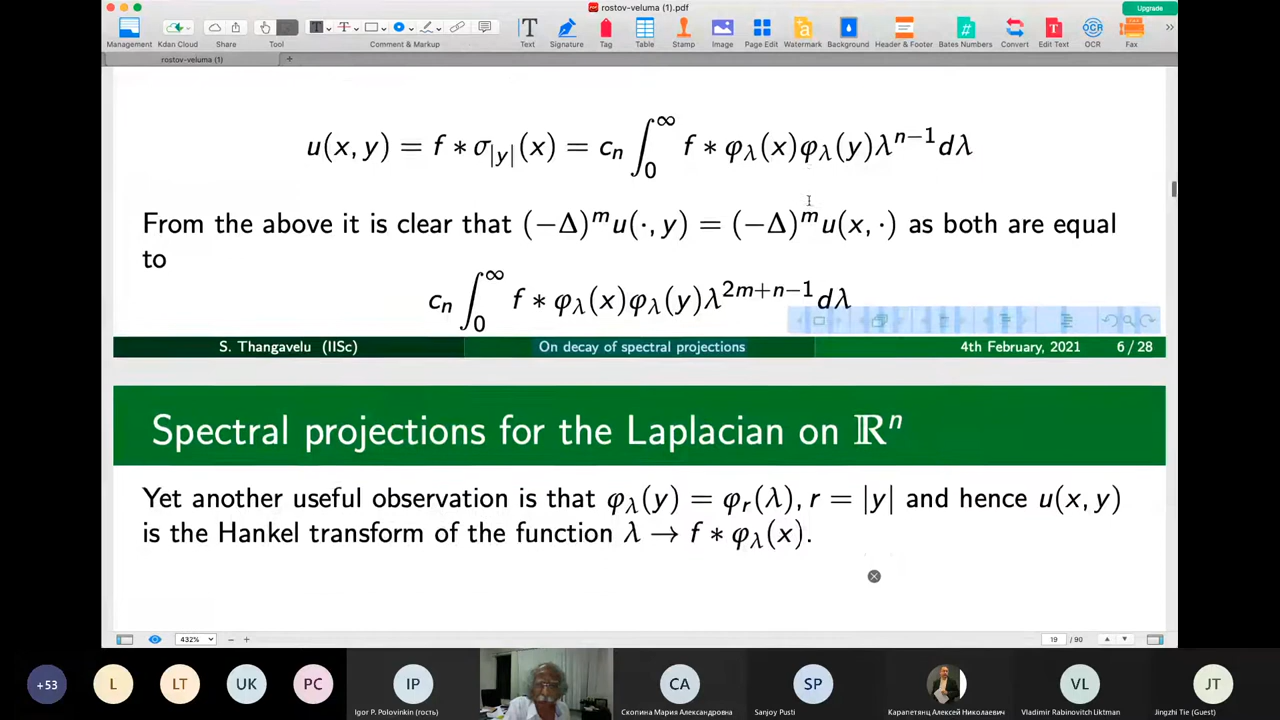 rostov-veluma (1).pdf
Upgrade
Management
Kdan Cloud
Share
Tool
Comment & Markup
Text
Signature
Tag
Table
Stamp
Image
Page Edit
Watermark
Background
Header & Footer
Bates Numbers
Convert
Edit Text
OCR
Fax
rostov-veluma (1)
u(x, y) = f ∗ σ_{|y|}(x) = c_n ∫_0^∞ f ∗ φ_λ(x)φ_λ(y)λ^{n−1}dλ
From the above it is clear that (−Δ)^m u(·, y) = (−Δ)^m u(x, ·) as both are equal
to
c_n ∫_0^∞ f ∗ φ_λ(x)φ_λ(y)λ^{2m+n−1}dλ
S. Thangavelu (IISc)
On decay of spectral projections
4th February, 2021
6 / 28
Spectral projections for the Laplacian on ℝ^n
Yet another useful observation is that φ_λ(y) = φ_r(λ), r = |y| and hence u(x, y)
is the Hankel transform of the function λ → f ∗ φ_λ(x).
432%
19 / 90
+53
L
LT
UK
PC
IP
CA
SP
VL
JT
Igor P. Polovinkin (гость)
Скопина Мария Александровна
Sanjoy Pusti
Карапетянц Алексей Николаевич
Vladimir Rabinovitch Liktman
Jingzhi Tie (Guest)